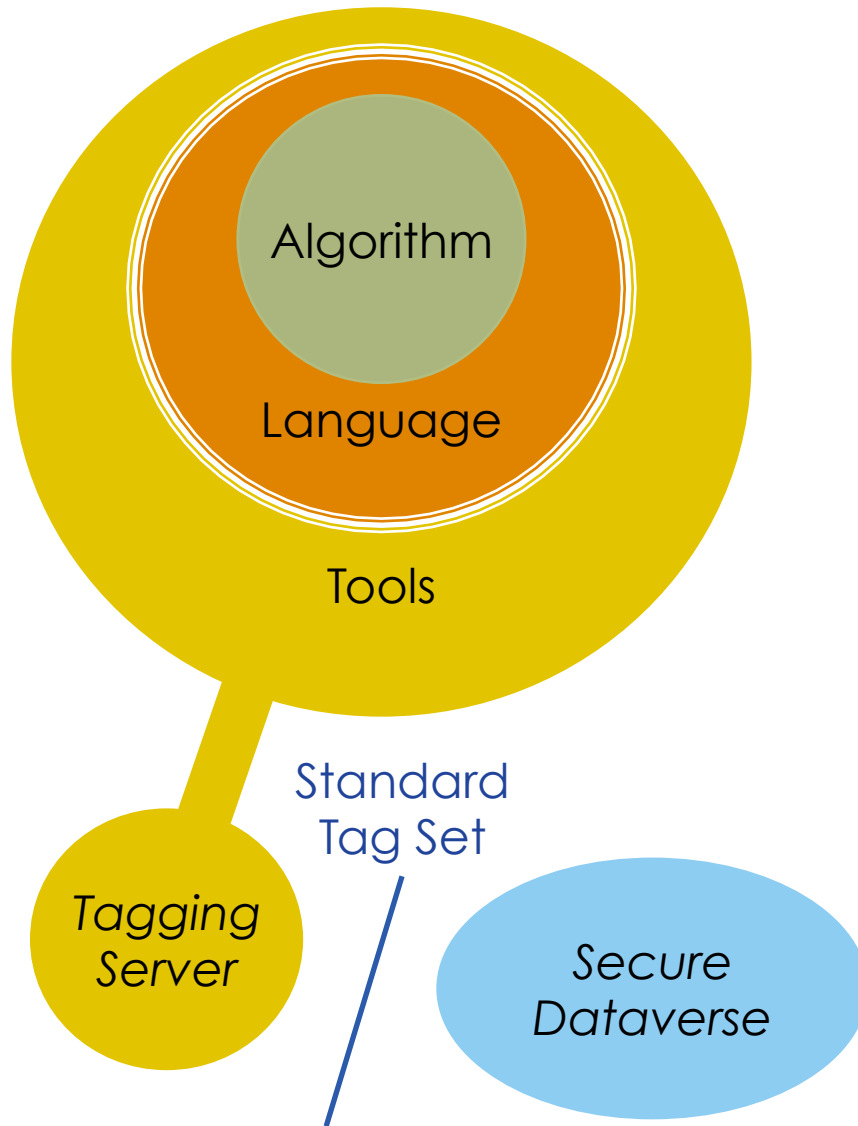 Algorithm
Language
Tools
Standard
Tag Set
Tagging
Server
Secure
Dataverse